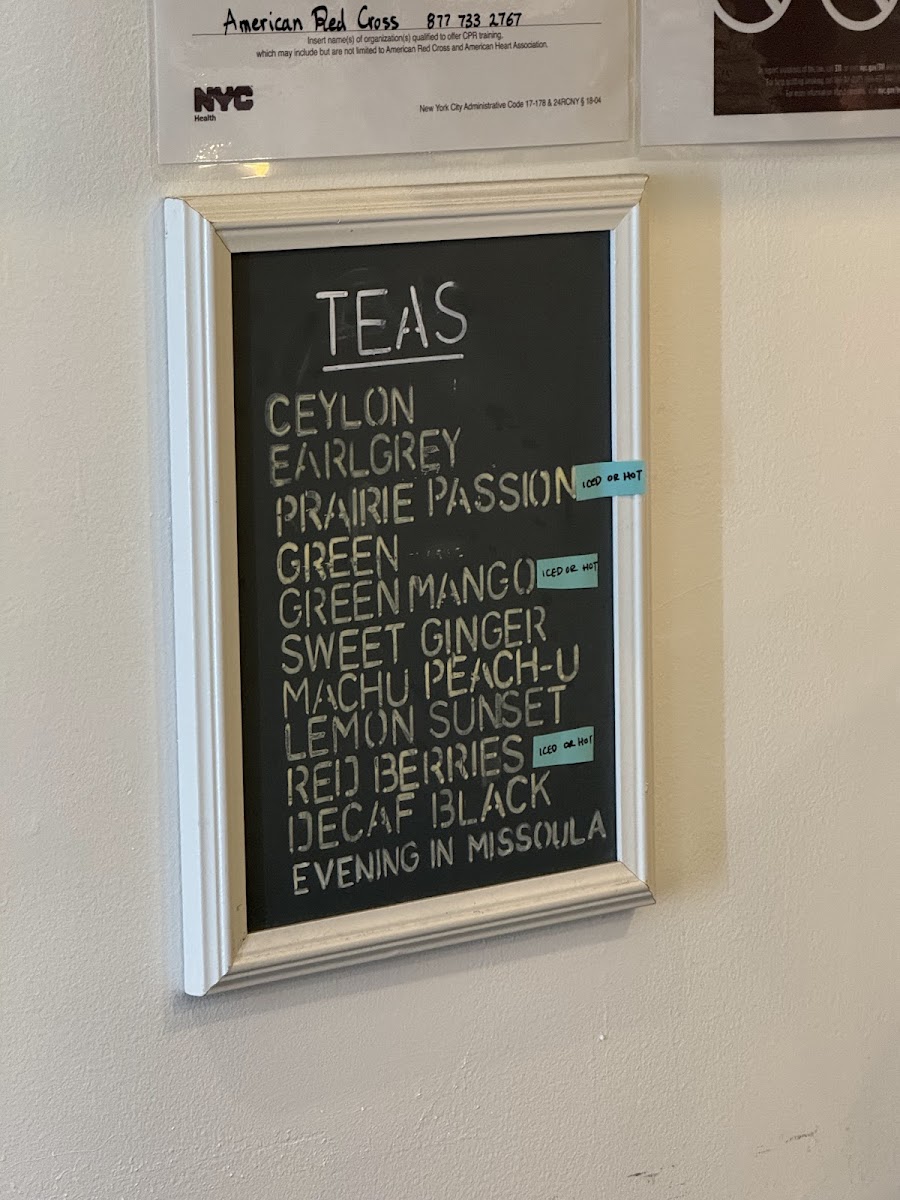 American Red Cross 877 733 2767
Insert name(s) of organization(s) qualified to offer CPR training,
which may include but are not limited to American Red Cross and American Heart Association.
NYC
Health
New York City Administrative Code 17-178 & 24RCNY § 18-04
TEAS
CEYLON
EARLGREY
PRAIRIE PASSION ICED OR HOT
GREEN
GREEN MANGO ICED OR HOT
SWEET GINGER
MACHU PEACH-U
LEMON SUNSET
RED BERRIES ICED OR HOT
DECAF BLACK
EVENING IN MISSOULA